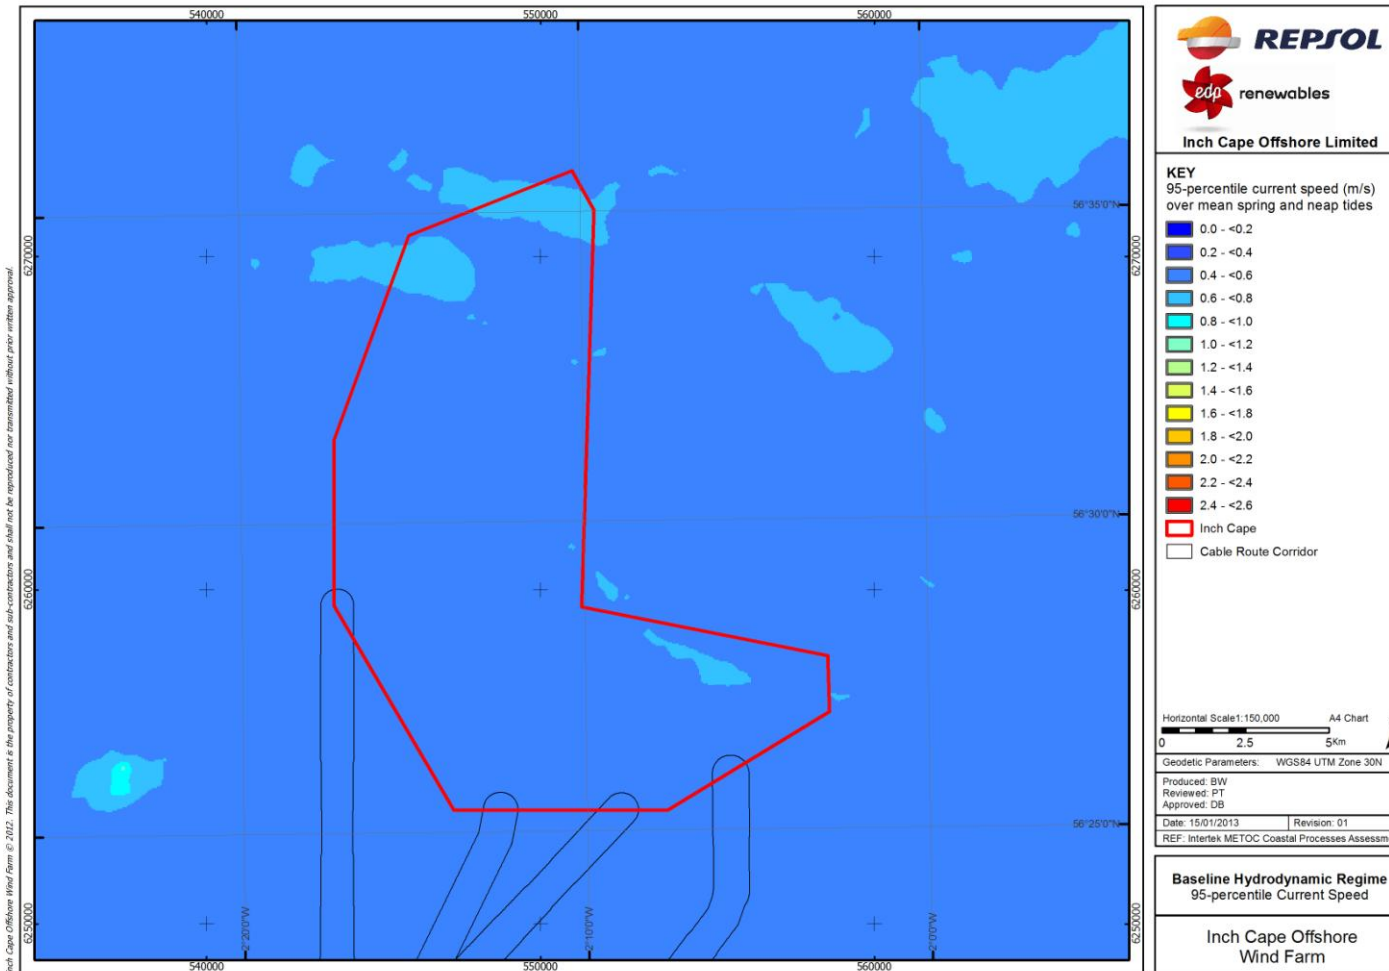 540000
550000
560000
REPSOL
edp renewables
Inch Cape Offshore Limited
KEY
95-percentile current speed (m/s)
over mean spring and neap tides
0.0 - <0.2
0.2 - <0.4
0.4 - <0.6
0.6 - <0.8
0.8 - <1.0
1.0 - <1.2
1.2 - <1.4
1.4 - <1.6
1.6 - <1.8
1.8 - <2.0
2.0 - <2.2
2.2 - <2.4
2.4 - <2.6
Inch Cape
Cable Route Corridor
56°35'0"N
56°30'0"N
56°25'0"N
6270000
6270000
6260000
6260000
6250000
6250000
2°20'0"W
2°10'0"W
2°0'0"W
540000
550000
560000
Inch Cape Offshore Wind Farm © 2012. This document is the property of contractors and sub-contractors and shall not be reproduced nor transmitted without prior written approval.
Horizontal Scale1:150,000 A4 Chart
0 2.5 5Km
Geodetic Parameters: WGS84 UTM Zone 30N
Produced: BW
Reviewed: PT
Approved: DB
Date: 15/01/2013 Revision: 01
REF: Intertek METOC Coastal Processes Assessm
Baseline Hydrodynamic Regime
95-percentile Current Speed
Inch Cape Offshore
Wind Farm